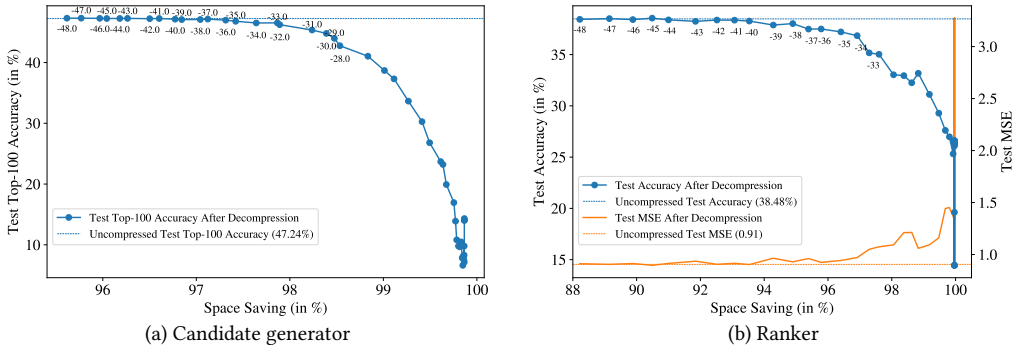 -47.0 -45.0 -43.0 -41.0 -39.0 -37.0 -35.0 -33.0 -31.0 -29.0
-48.0 -46.0 -44.0 -42.0 -40.0 -38.0 -36.0 -34.0 -32.0 -30.0 -28.0
40
30
20
10
Test Top-100 Accuracy (in %)
Test Top-100 Accuracy After Decompression
Uncompressed Test Top-100 Accuracy (47.24%)
96 97 98 99 100
Space Saving (in %)
(a) Candidate generator
-48 -47 -46 -45 -44 -43 -42 -41 -40 -39 -38 -37 -36 -35 -34 -33
35
30
25
20
15
Test Accuracy (in %)
3.0
2.5
2.0
1.5
1.0
Test MSE
Test Accuracy After Decompression
Uncompressed Test Accuracy (38.48%)
Test MSE After Decompression
Uncompressed Test MSE (0.91)
88 90 92 94 96 98 100
Space Saving (in %)
(b) Ranker